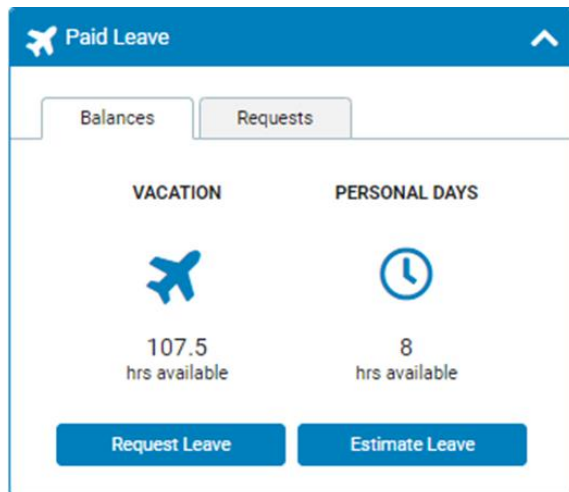 Paid Leave
Balances Requests
VACATION PERSONAL DAYS
107.5 8
hrs available hrs available
Request Leave Estimate Leave